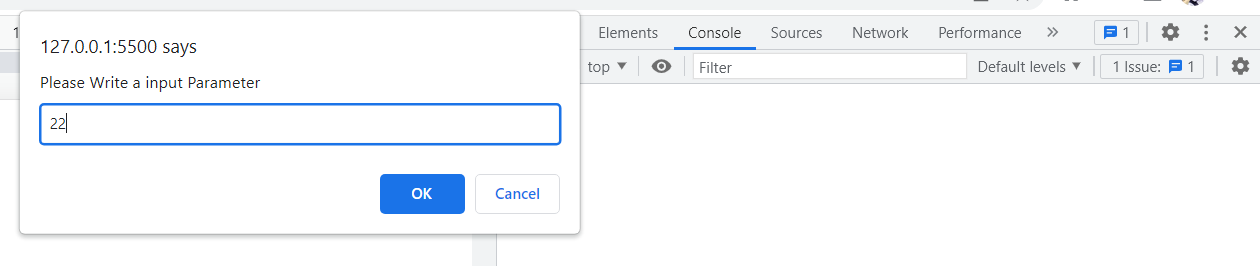 127.0.0.1:5500 says
Please Write a input Parameter
22
OK Cancel
1
Elements Console Sources Network Performance » 1
top Filter Default levels 1 Issue: 1